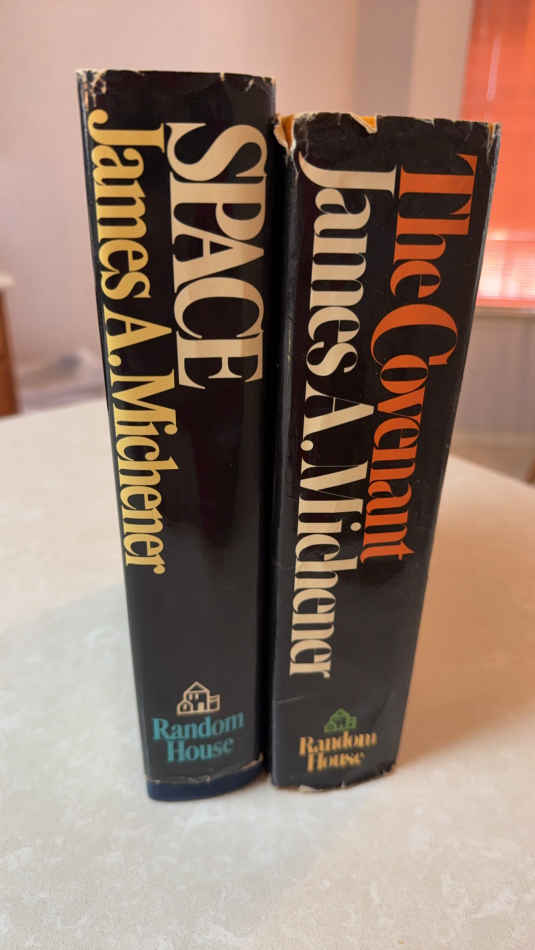 SPACE
James A. Michener
Random
House
The Covenant
James A. Michener
Random
House